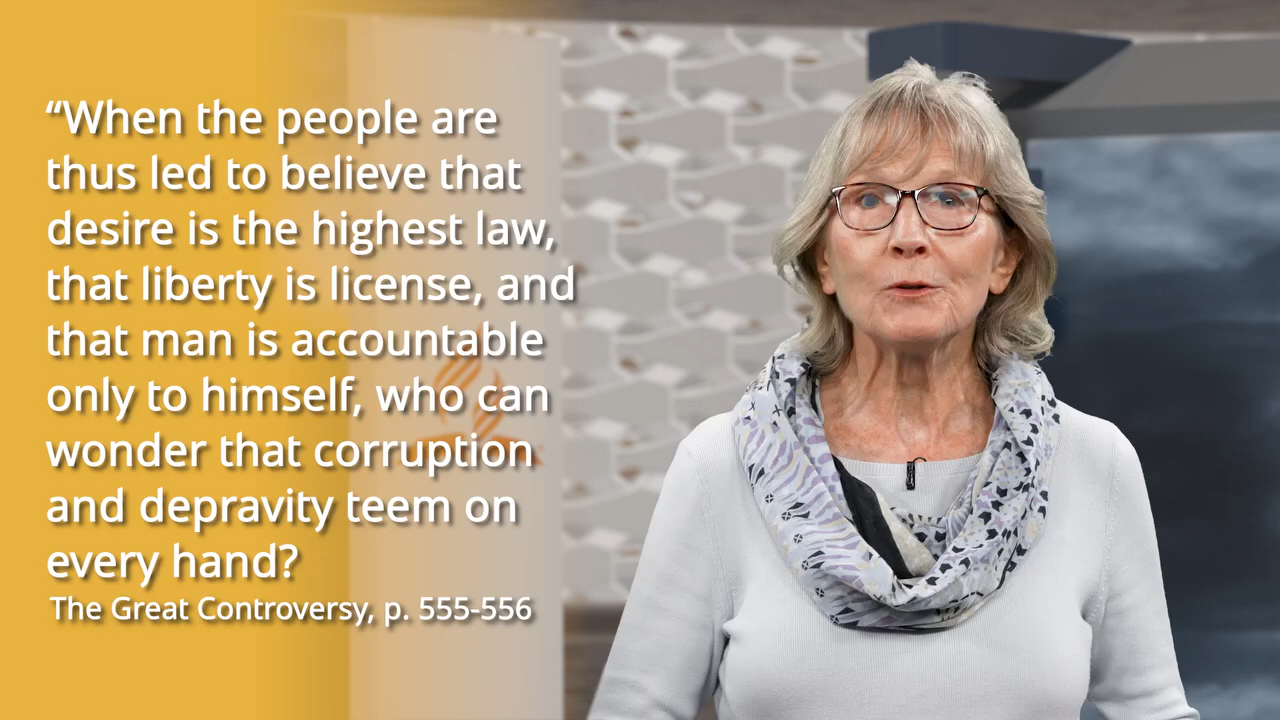 “When the people are
thus led to believe that
desire is the highest law,
that liberty is license, and
that man is accountable
only to himself, who can
wonder that corruption
and depravity teem on
every hand?
The Great Controversy, p. 555-556